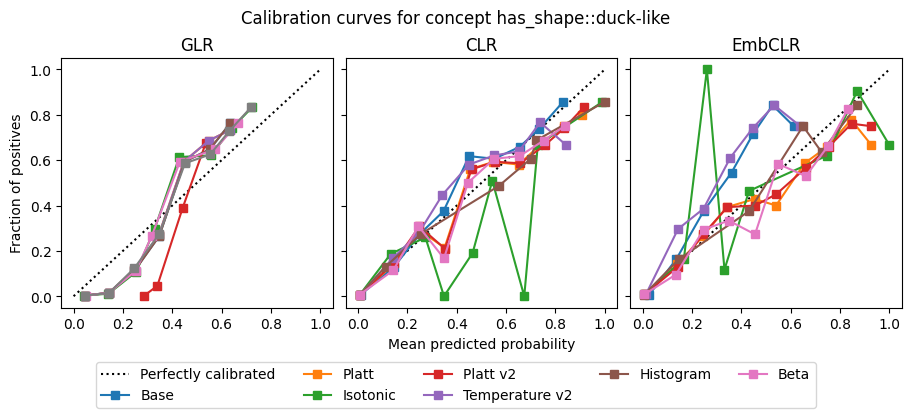 Calibration curves for concept has_shape::duck-like
GLR
CLR
EmbCLR
Fraction of positives
1.0
0.8
0.6
0.4
0.2
0.0
0.0 0.2 0.4 0.6 0.8 1.0
0.0 0.2 0.4 0.6 0.8 1.0
0.0 0.2 0.4 0.6 0.8 1.0
Mean predicted probability
Perfectly calibrated
Base
Platt
Isotonic
Platt v2
Temperature v2
Histogram
Beta